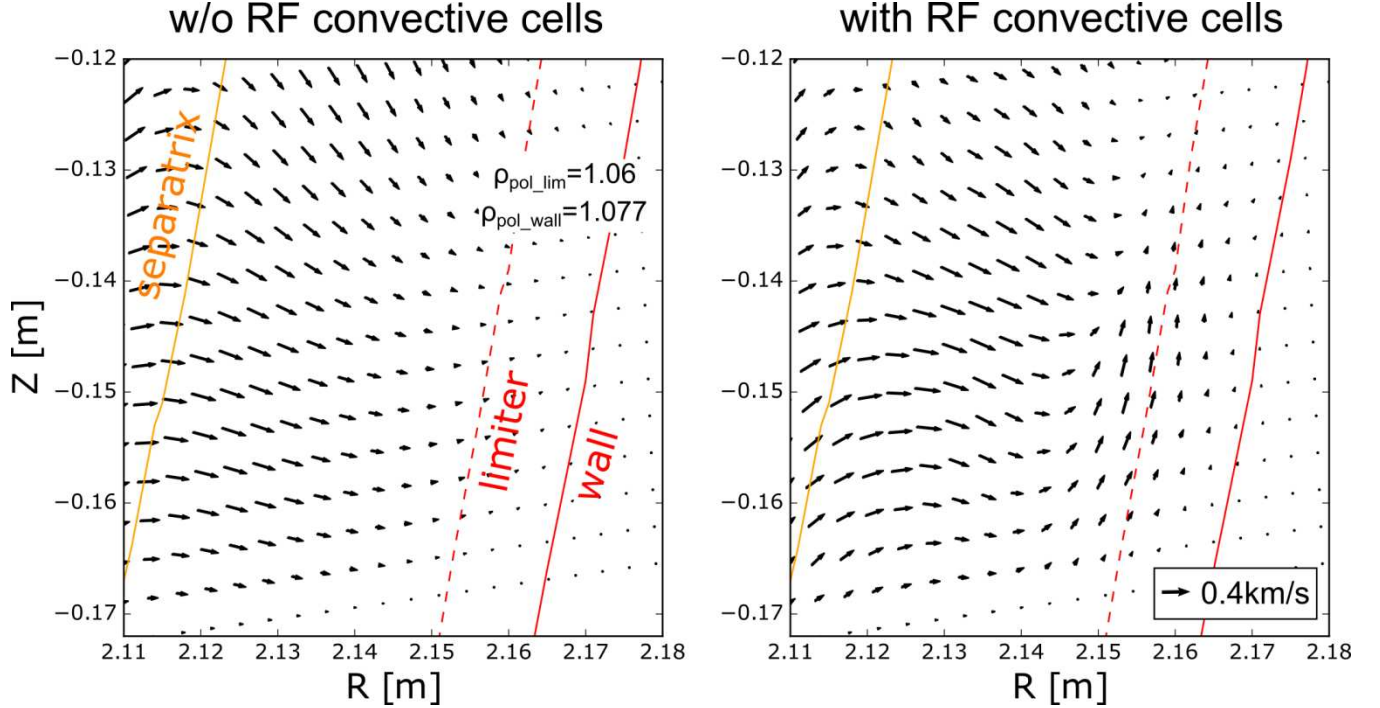 w/o RF convective cells
with RF convective cells
−0.12
−0.13
−0.14
−0.15
−0.16
−0.17
Z [m]
separatrix
ρpol_lim=1.06
ρpol_wall=1.077
limiter
wall
2.11 2.12 2.13 2.14 2.15 2.16 2.17 2.18
R [m]
−0.12
−0.13
−0.14
−0.15
−0.16
−0.17
0.4km/s
2.11 2.12 2.13 2.14 2.15 2.16 2.17 2.18
R [m]